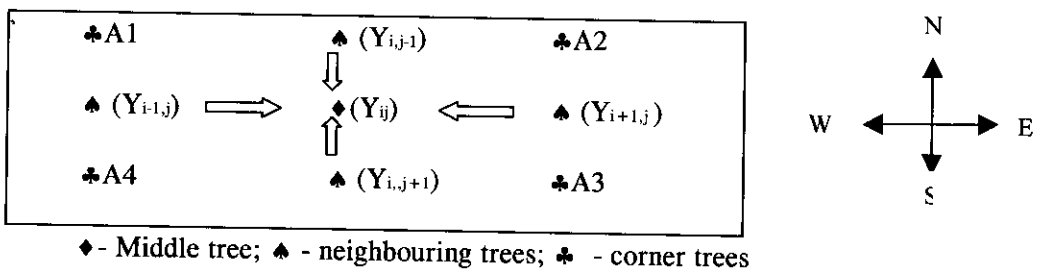 ♣A1 ♠ (Yi,j-1) ♣A2
♠ (Yi-1,j) ♦(Yij) ♠ (Yi+1,j)
♣A4 ♠ (Yi,,j+1) ♣A3
N
W E
S
♦- Middle tree; ♠ - neighbouring trees; ♣ - corner trees